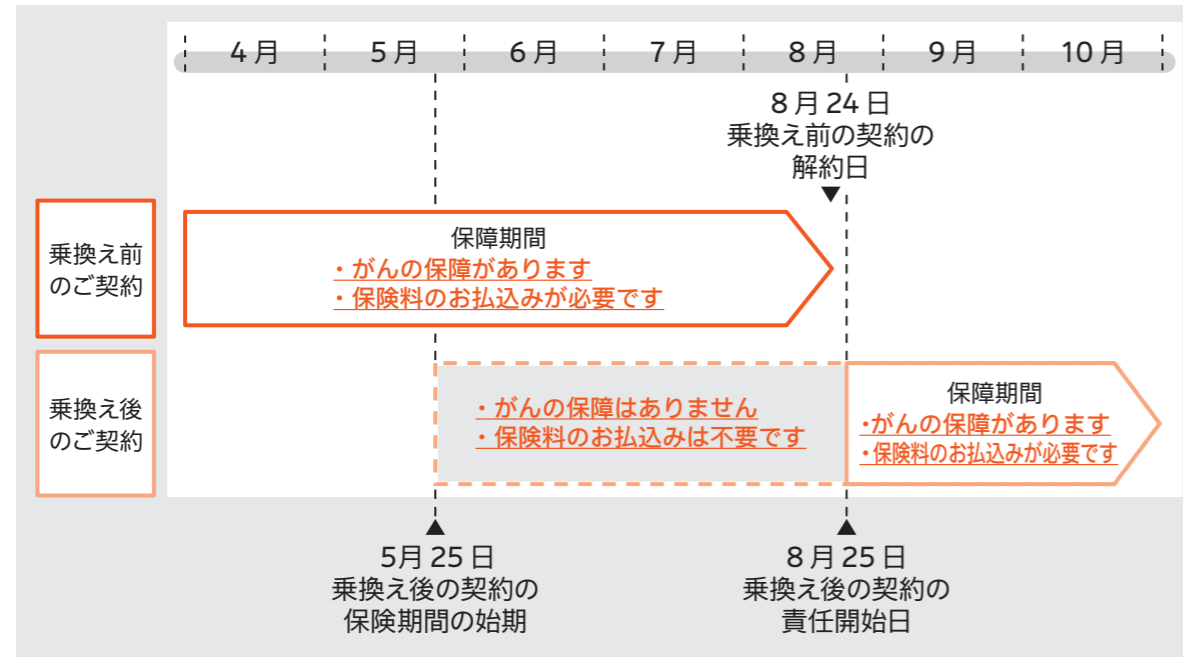 4月 5月 6月 7月 8月 9月 10月
8月24日
乗換え前の契約の
解約日
乗換え前
のご契約
保障期間
・がんの保障があります
・保険料のお払込みが必要です
乗換え後
のご契約
・がんの保障はありません
・保険料のお払込みは不要です
保障期間
・がんの保障があります
・保険料のお払込みが必要です
5月25日
乗換え後の契約の
保険期間の始期
8月25日
乗換え後の契約の
責任開始日